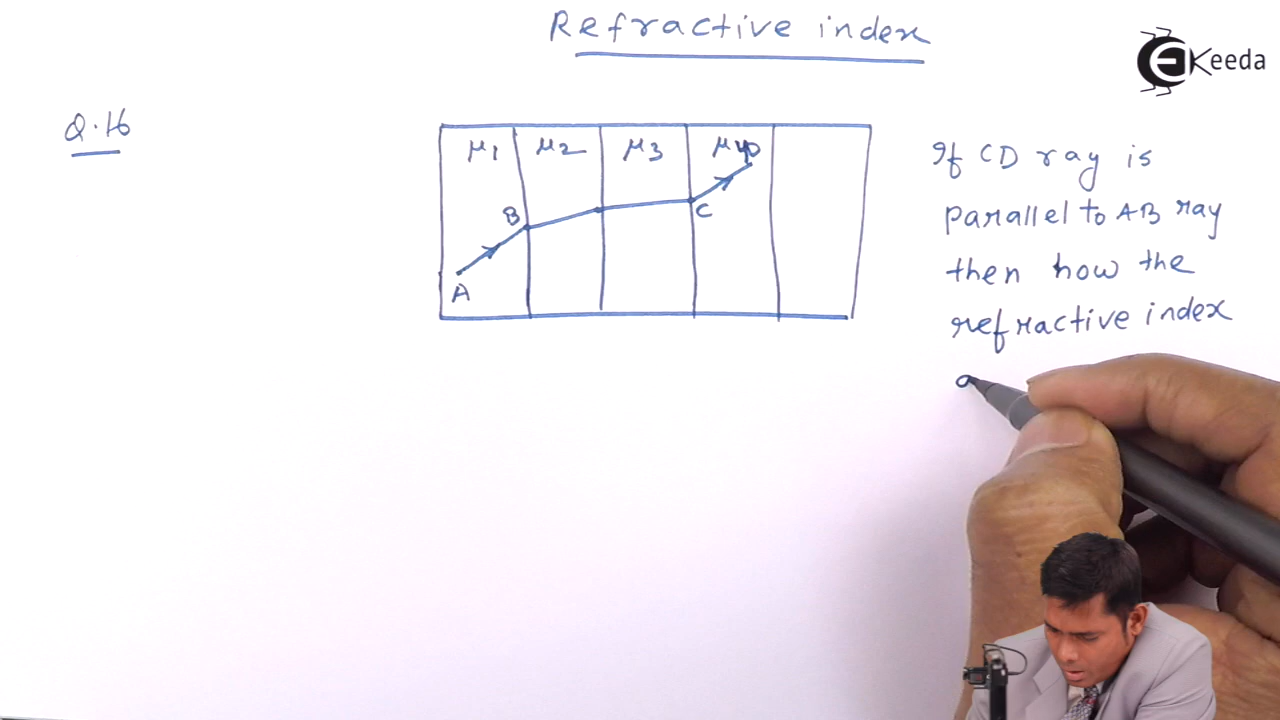 Refractive index
EKeeda
Q.16
μ1 μ2 μ3 μ4 D
B
C
A
If CD ray is
parallel to AB ray
then how the
refractive index
a